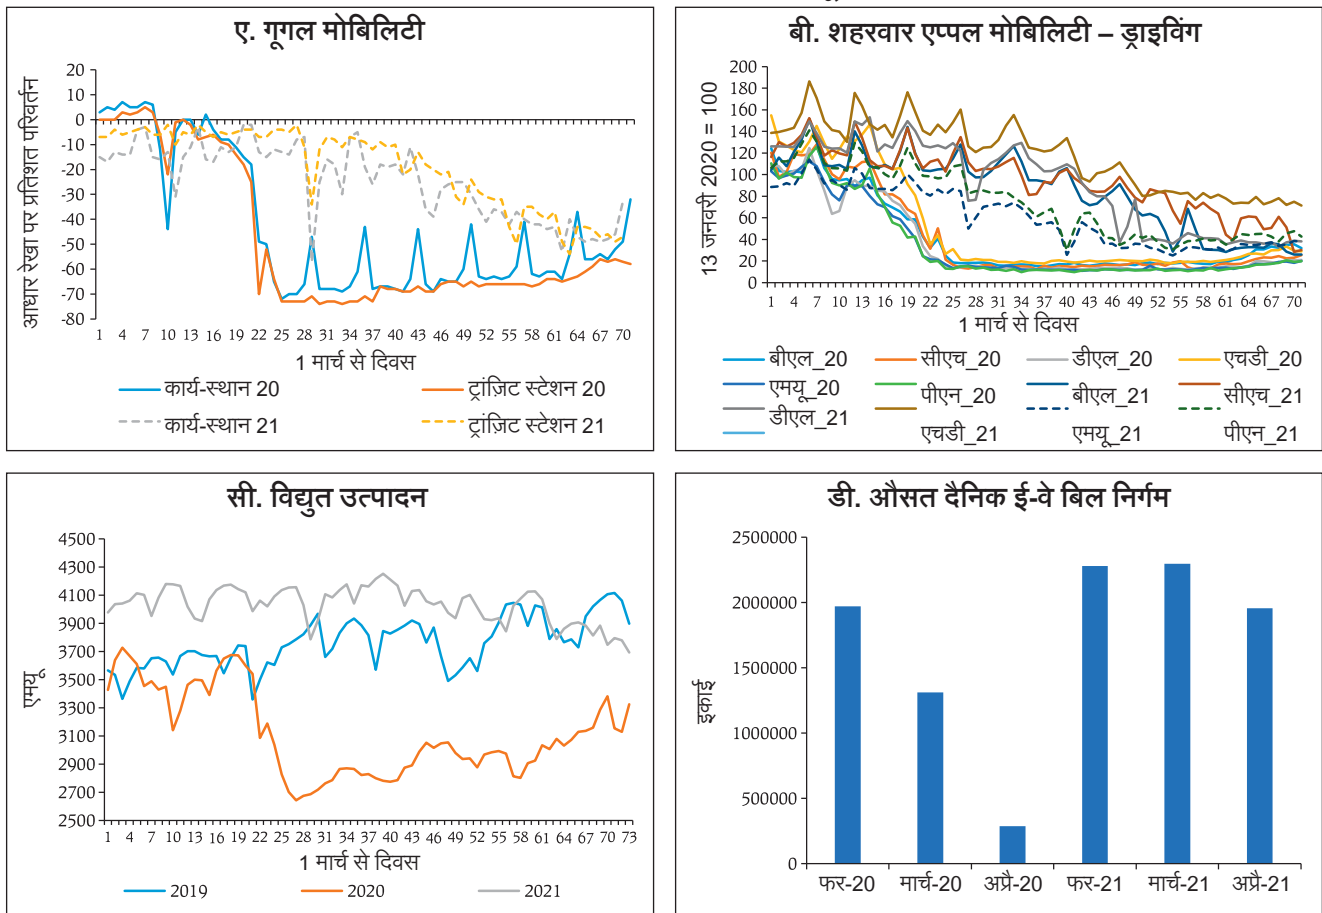 ए. गूगल मोबिलिटी
आधार रेखा पर प्रतिशत परिवर्तन
20
10
0
-10
-20
-30
-40
-50
-60
-70
-80
1 4 7 10 13 16 19 22 25 28 31 34 37 40 43 46 49 52 55 58 61 64 67 70
1 मार्च से दिवस
कार्य-स्थान 20 ट्रांज़िट स्टेशन 20
कार्य-स्थान 21 ट्रांज़िट स्टेशन 21
बी. शहरवार एप्पल मोबिलिटी – ड्राइविंग
13 जनवरी 2020 = 100
200
180
160
140
120
100
80
60
40
20
0
1 4 7 10 13 16 19 22 25 28 31 34 37 40 43 46 49 52 55 58 61 64 67 70
1 मार्च से दिवस
बीएल_20 सीएच_20 डीएल_20 एचडी_20
एमयू_20 पीएन_20 बीएल_21 सीएच_21
डीएल_21 एचडी_21 एमयू_21 पीएन_21
सी. विद्युत उत्पादन
एमयू
4500
4300
4100
3900
3700
3500
3300
3100
2900
2700
2500
1 4 7 10 13 16 19 22 25 28 31 34 37 40 43 46 49 52 55 58 61 64 67 70 73
1 मार्च से दिवस
2019 2020 2021
डी. औसत दैनिक ई-वे बिल निर्गम
इकाई
2500000
2000000
1500000
1000000
500000
0
फर-20 मार्च-20 अप्रै-20 फर-21 मार्च-21 अप्रै-21